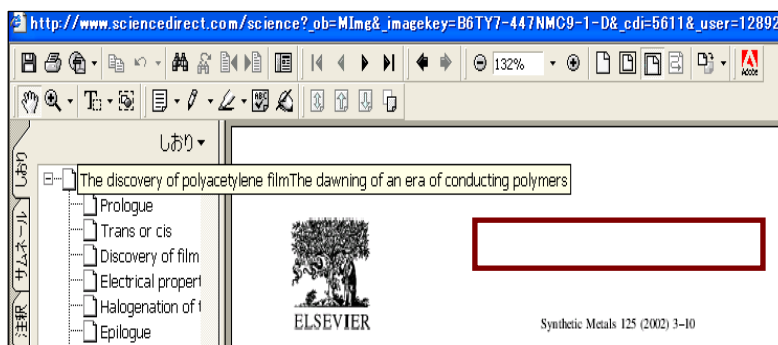 http://www.sciencedirect.com/science?_ob=MImg&_imagekey=B6TY7-447NMC9-1-D&_cdi=5611&_user=12892
132%
Adobe
ABC
しおり
しおり
The discovery of polyacetylene filmThe dawning of an era of conducting polymers
Prologue
サムネール
Trans or cis
Discovery of film
Electrical propert
注釈
Halogenation of t
Epilogue
ELSEVIER
Synthetic Metals 125 (2002) 3–10